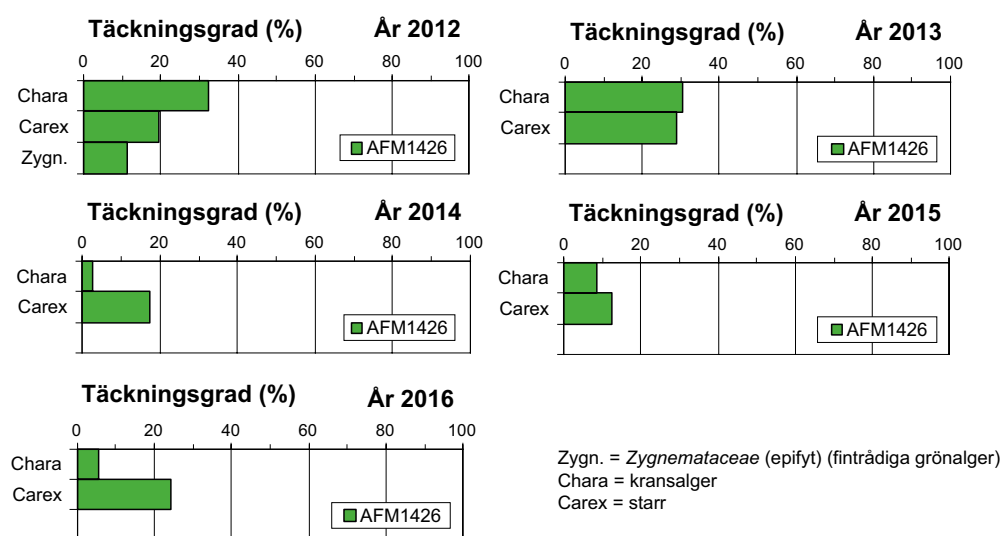 Täckningsgrad (%) År 2012
0 20 40 60 80 100
Chara
Carex
Zygn.
AFM1426
Täckningsgrad (%) År 2013
0 20 40 60 80 100
Chara
Carex
AFM1426
Täckningsgrad (%) År 2014
0 20 40 60 80 100
Chara
Carex
AFM1426
Täckningsgrad (%) År 2015
0 20 40 60 80 100
Chara
Carex
AFM1426
Täckningsgrad (%) År 2016
0 20 40 60 80 100
Chara
Carex
AFM1426
Zygn. = Zygnemataceae (epifyt) (fintrådiga grönalger)
Chara = kransalger
Carex = starr